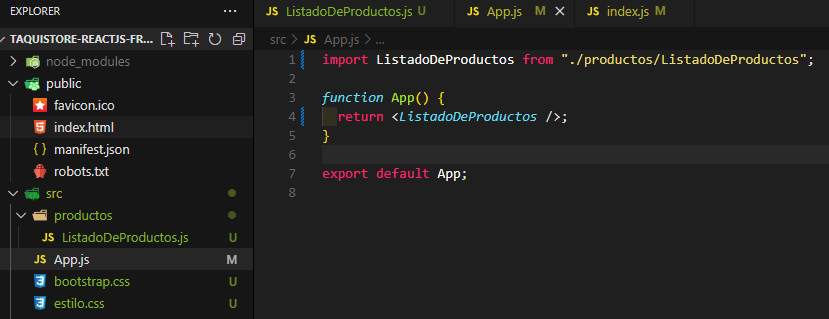 EXPLORER
TAQUISTORE-REACTJS-FR...
node_modules
public
favicon.ico
index.html
manifest.json
robots.txt
src
productos
JS ListadoDeProductos.js U
JS App.js M
bootstrap.css U
estilo.css U
JS ListadoDeProductos.js U
JS App.js M
JS index.js M
src > JS App.js > ...
1 import ListadoDeProductos from "./productos/ListadoDeProductos";
2
3 function App() {
4 return <ListadoDeProductos />;
5 }
6
7 export default App;
8